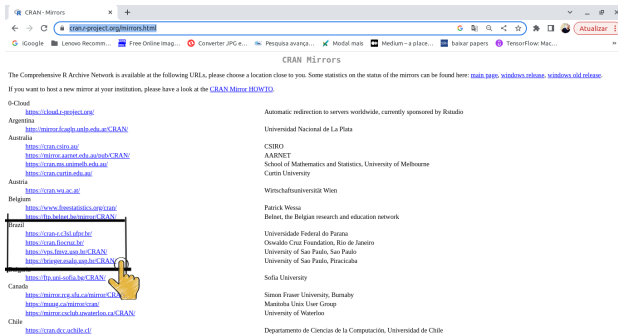 CRAN - Mirrors
cran.r-project.org/mirrors.html
Atualizar
iGoogle Lenovo Recomm... Free Online Imag... Converter JPG e... Pesquisa avança... Modal mais Medium – a place... baixar papers TensorFlow: Mac...
CRAN Mirrors
The Comprehensive R Archive Network is available at the following URLs, please choose a location close to you. Some statistics on the status of the mirrors can be found here: main page, windows release, windows old release.
If you want to host a new mirror at your institution, please have a look at the CRAN Mirror HOWTO.
0-Cloud
https://cloud.r-project.org/ Automatic redirection to servers worldwide, currently sponsored by Rstudio
Argentina
http://mirror.fcaglp.unlp.edu.ar/CRAN/ Universidad Nacional de La Plata
Australia
https://cran.csiro.au/ CSIRO
https://mirror.aarnet.edu.au/pub/CRAN/ AARNET
https://cran.ms.unimelb.edu.au/ School of Mathematics and Statistics, University of Melbourne
https://cran.curtin.edu.au/ Curtin University
Austria
https://cran.wu.ac.at/ Wirtschaftsuniversität Wien
Belgium
https://www.freestatistics.org/cran/ Patrick Wessa
https://ftp.belnet.be/mirror/CRAN/ Belnet, the Belgian research and education network
Brazil
https://cran-r.c3sl.ufpr.br/ Universidade Federal do Parana
https://cran.fiocruz.br/ Oswaldo Cruz Foundation, Rio de Janeiro
https://vps.fmvz.usp.br/CRAN/ University of Sao Paulo, Sao Paulo
https://brieger.esalq.usp.br/CRAN/ University of Sao Paulo, Piracicaba
https://ftp.uni-sofia.bg/CRAN/ Sofia University
Canada
https://mirror.rcg.sfu.ca/mirror/CRAN Simon Fraser University, Burnaby
https://muug.ca/mirror/cran/ Manitoba Unix User Group
https://mirror.csclub.uwaterloo.ca/CRAN/ University of Waterloo
Chile
https://cran.dcc.uchile.cl/ Departamento de Ciencias de la Computación, Universidad de Chile